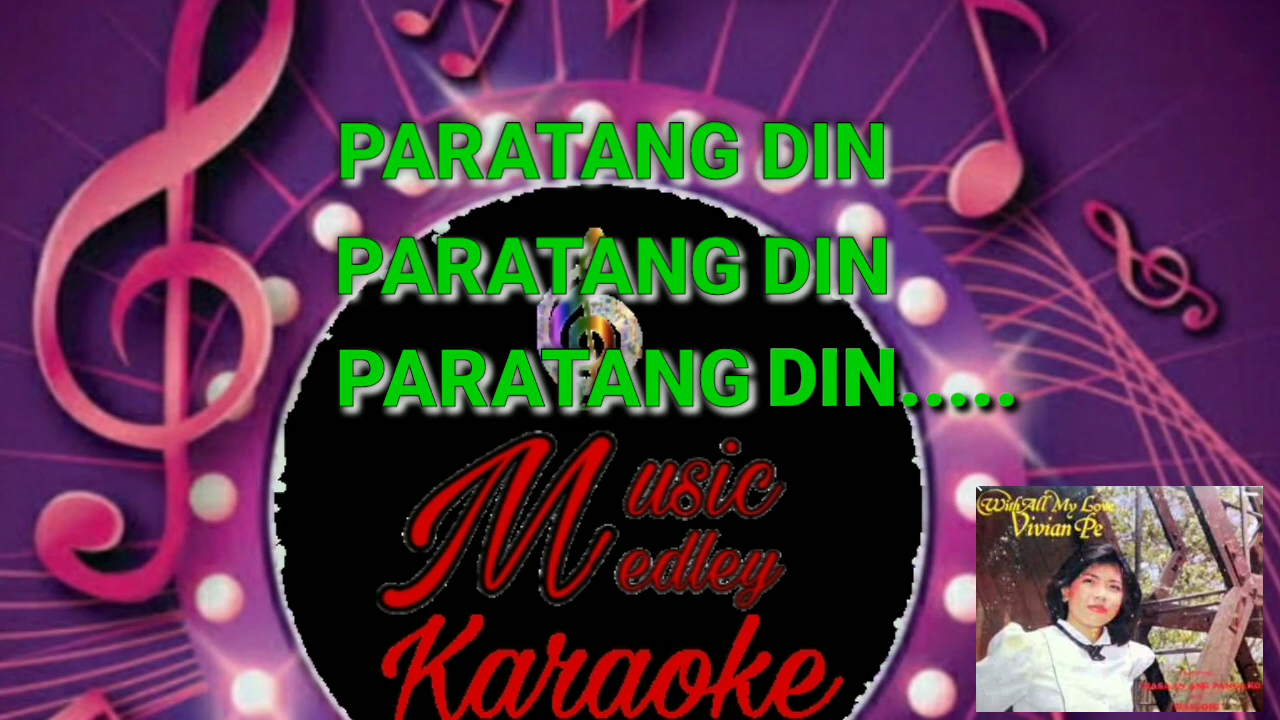 PARATANG DIN
PARATANG DIN
PARATANG DIN.....
Music
Medley
Karaoke
With All My Love
Vivian Pe